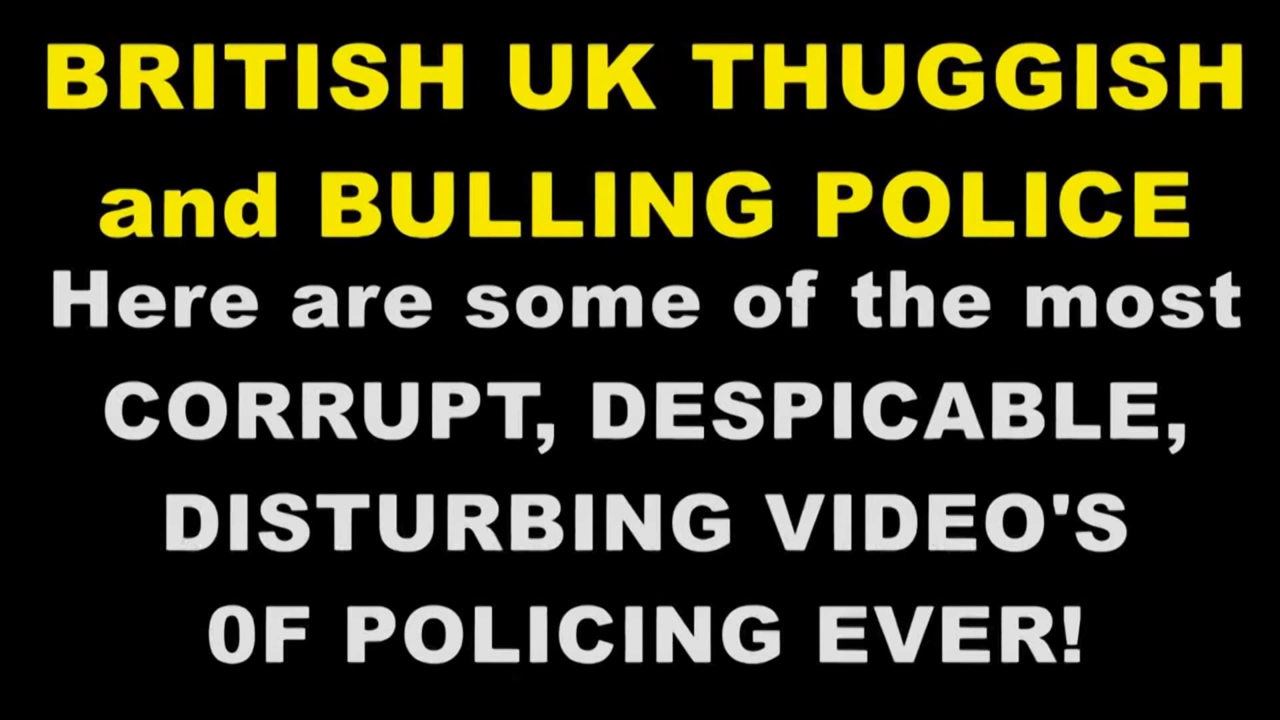 BRITISH UK THUGGISH
and BULLING POLICE
Here are some of the most
CORRUPT, DESPICABLE,
DISTURBING VIDEO'S
0F POLICING EVER!